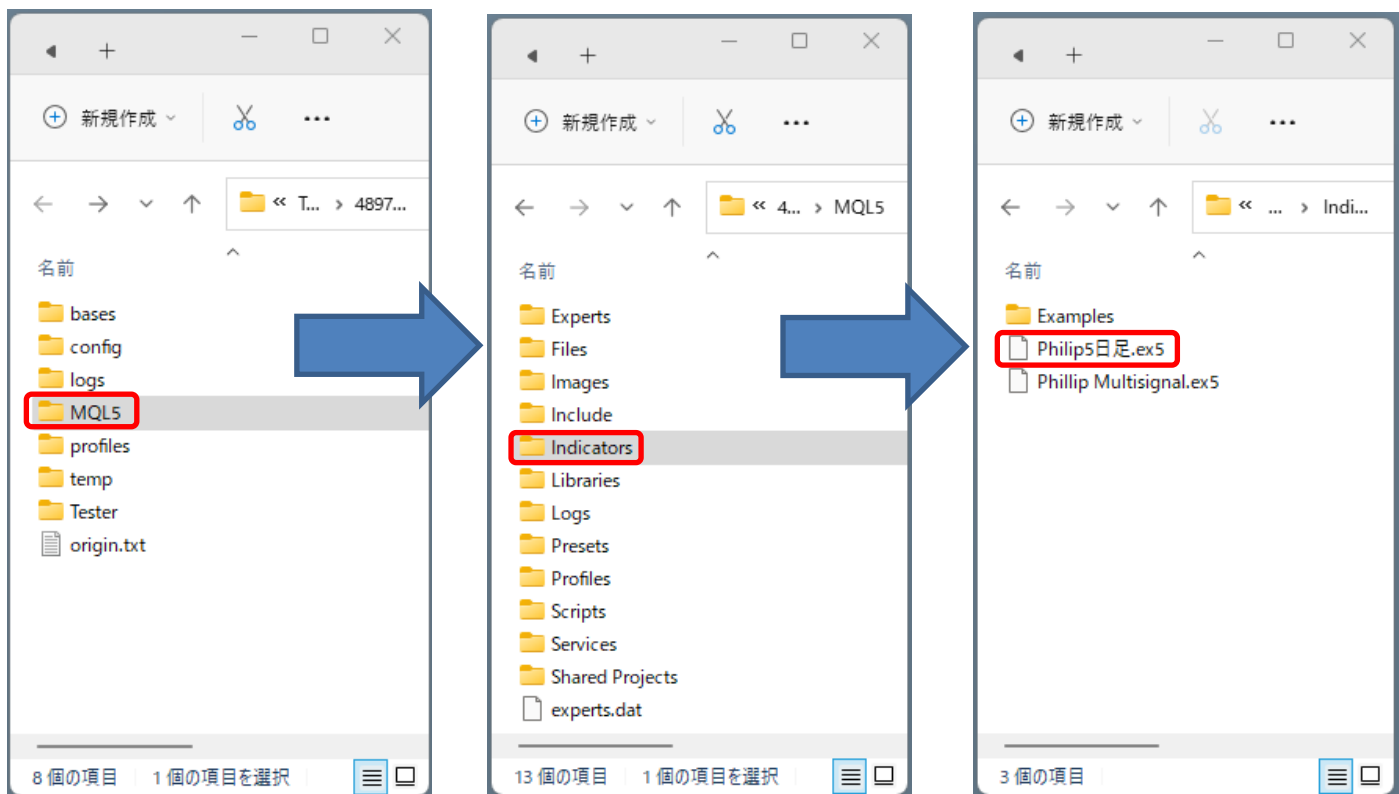 新規作成
« T... › 4897...
名前
bases
config
logs
MQL5
profiles
temp
Tester
origin.txt
8 個の項目 1 個の項目を選択
新規作成
« 4... › MQL5
名前
Experts
Files
Images
Include
Indicators
Libraries
Logs
Presets
Profiles
Scripts
Services
Shared Projects
experts.dat
13 個の項目 1 個の項目を選択
新規作成
« ... › Indi...
名前
Examples
Philip5日足.ex5
Phillip Multisignal.ex5
3 個の項目